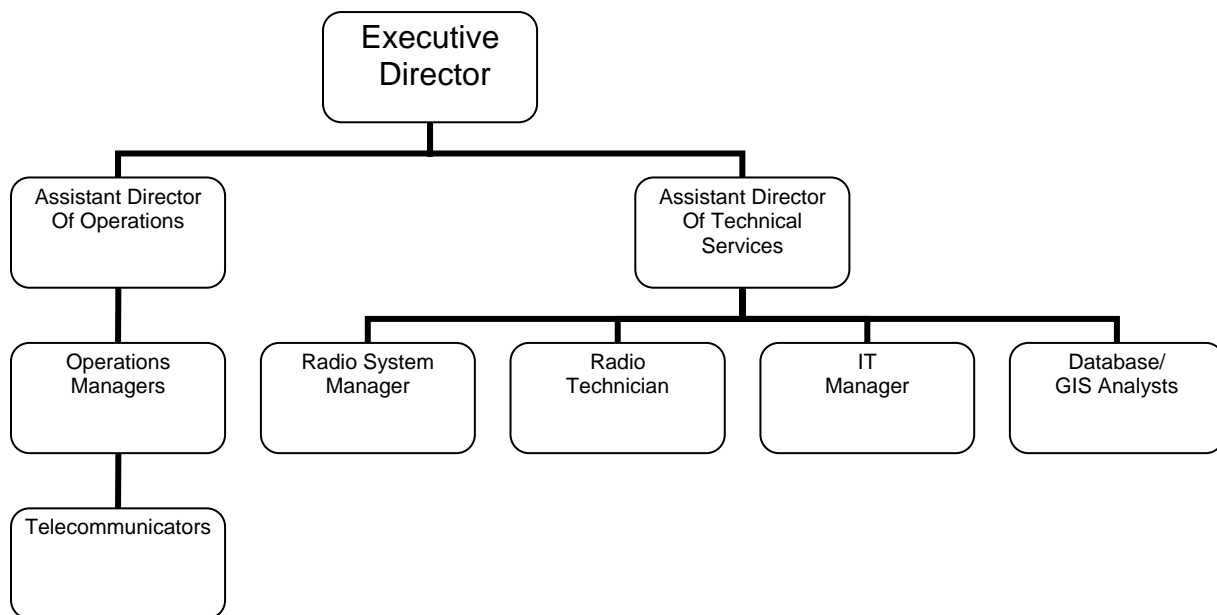 Executive
Director
Assistant Director
Of Operations
Assistant Director
Of Technical
Services
Operations
Managers
Radio System
Manager
Radio
Technician
IT
Manager
Database/
GIS Analysts
Telecommunicators